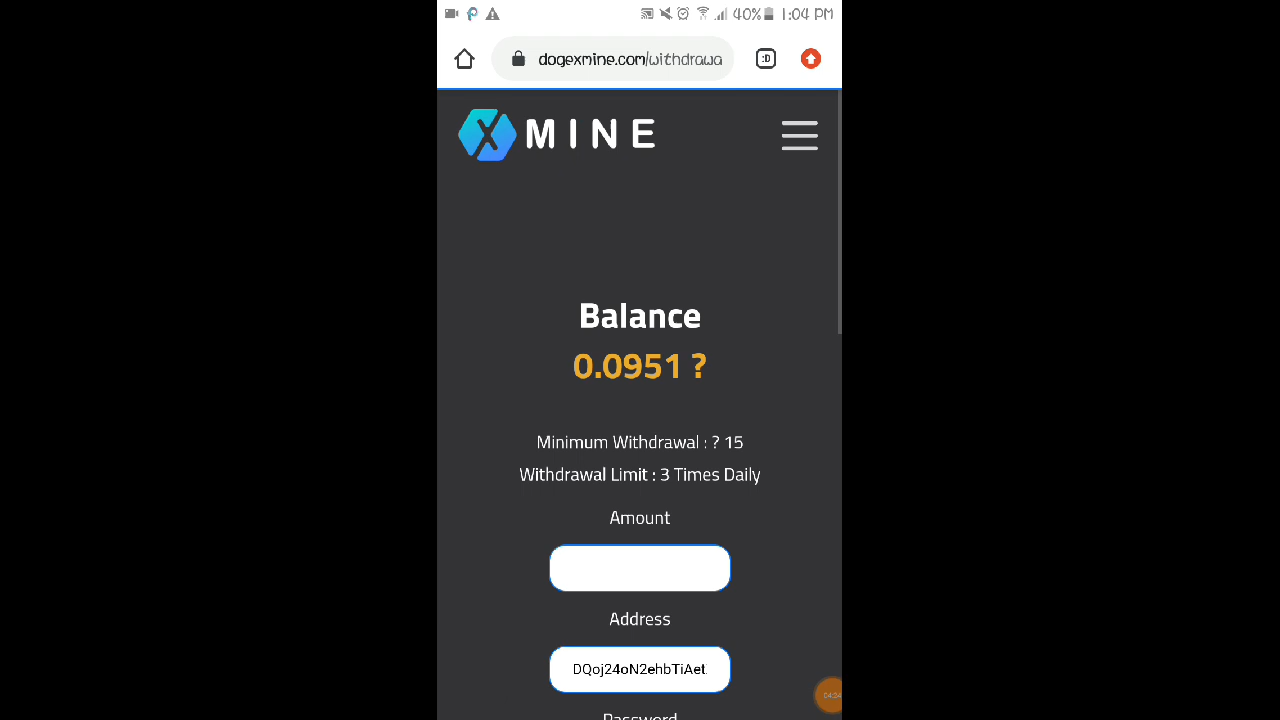 40% 1:04 PM
dogexmine.com/withdrawa
:D
X MINE
Balance
0.0951 ?
Minimum Withdrawal : ? 15
Withdrawal Limit : 3 Times Daily
Amount
Address
DQoj24oN2ehbTiAet
Password